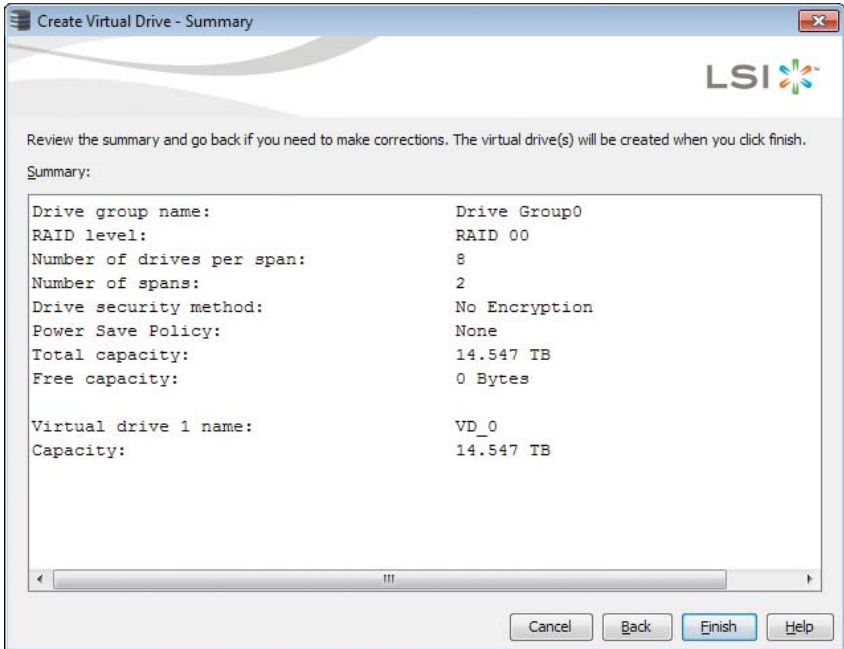 Create Virtual Drive - Summary
LSI
Review the summary and go back if you need to make corrections. The virtual drive(s) will be created when you click finish.
Summary:
Drive group name: Drive Group0
RAID level: RAID 00
Number of drives per span: 8
Number of spans: 2
Drive security method: No Encryption
Power Save Policy: None
Total capacity: 14.547 TB
Free capacity: 0 Bytes
Virtual drive 1 name: VD_0
Capacity: 14.547 TB
Cancel Back Finish Help